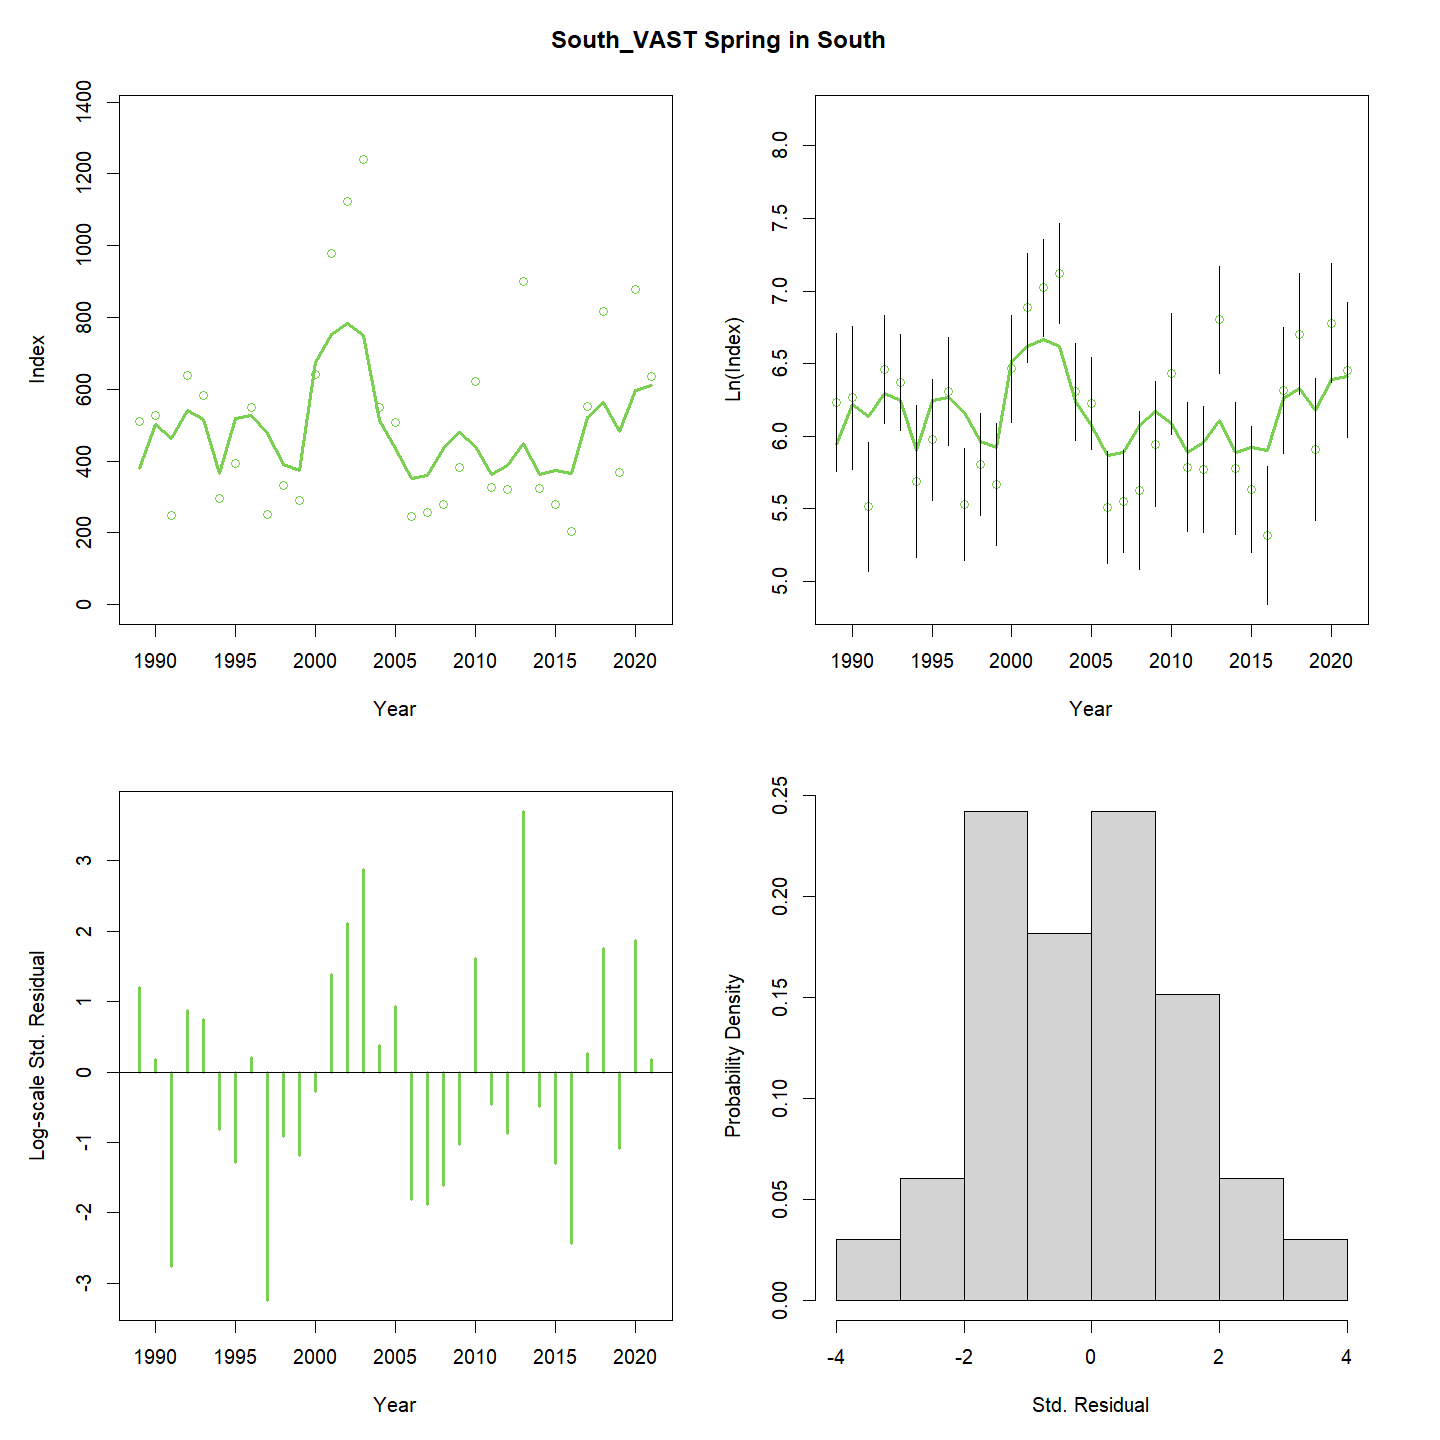 South_VAST Spring in South
1400
1200
1000
800
600
400
200
0
Index
1990 1995 2000 2005 2010 2015 2020
Year
8.0
7.5
7.0
6.5
6.0
5.5
5.0
Ln(Index)
1990 1995 2000 2005 2010 2015 2020
Year
3
2
1
0
-1
-2
-3
Log-scale Std. Residual
1990 1995 2000 2005 2010 2015 2020
Year
0.25
0.20
0.15
0.10
0.05
0.00
Probability Density
-4 -2 0 2 4
Std. Residual